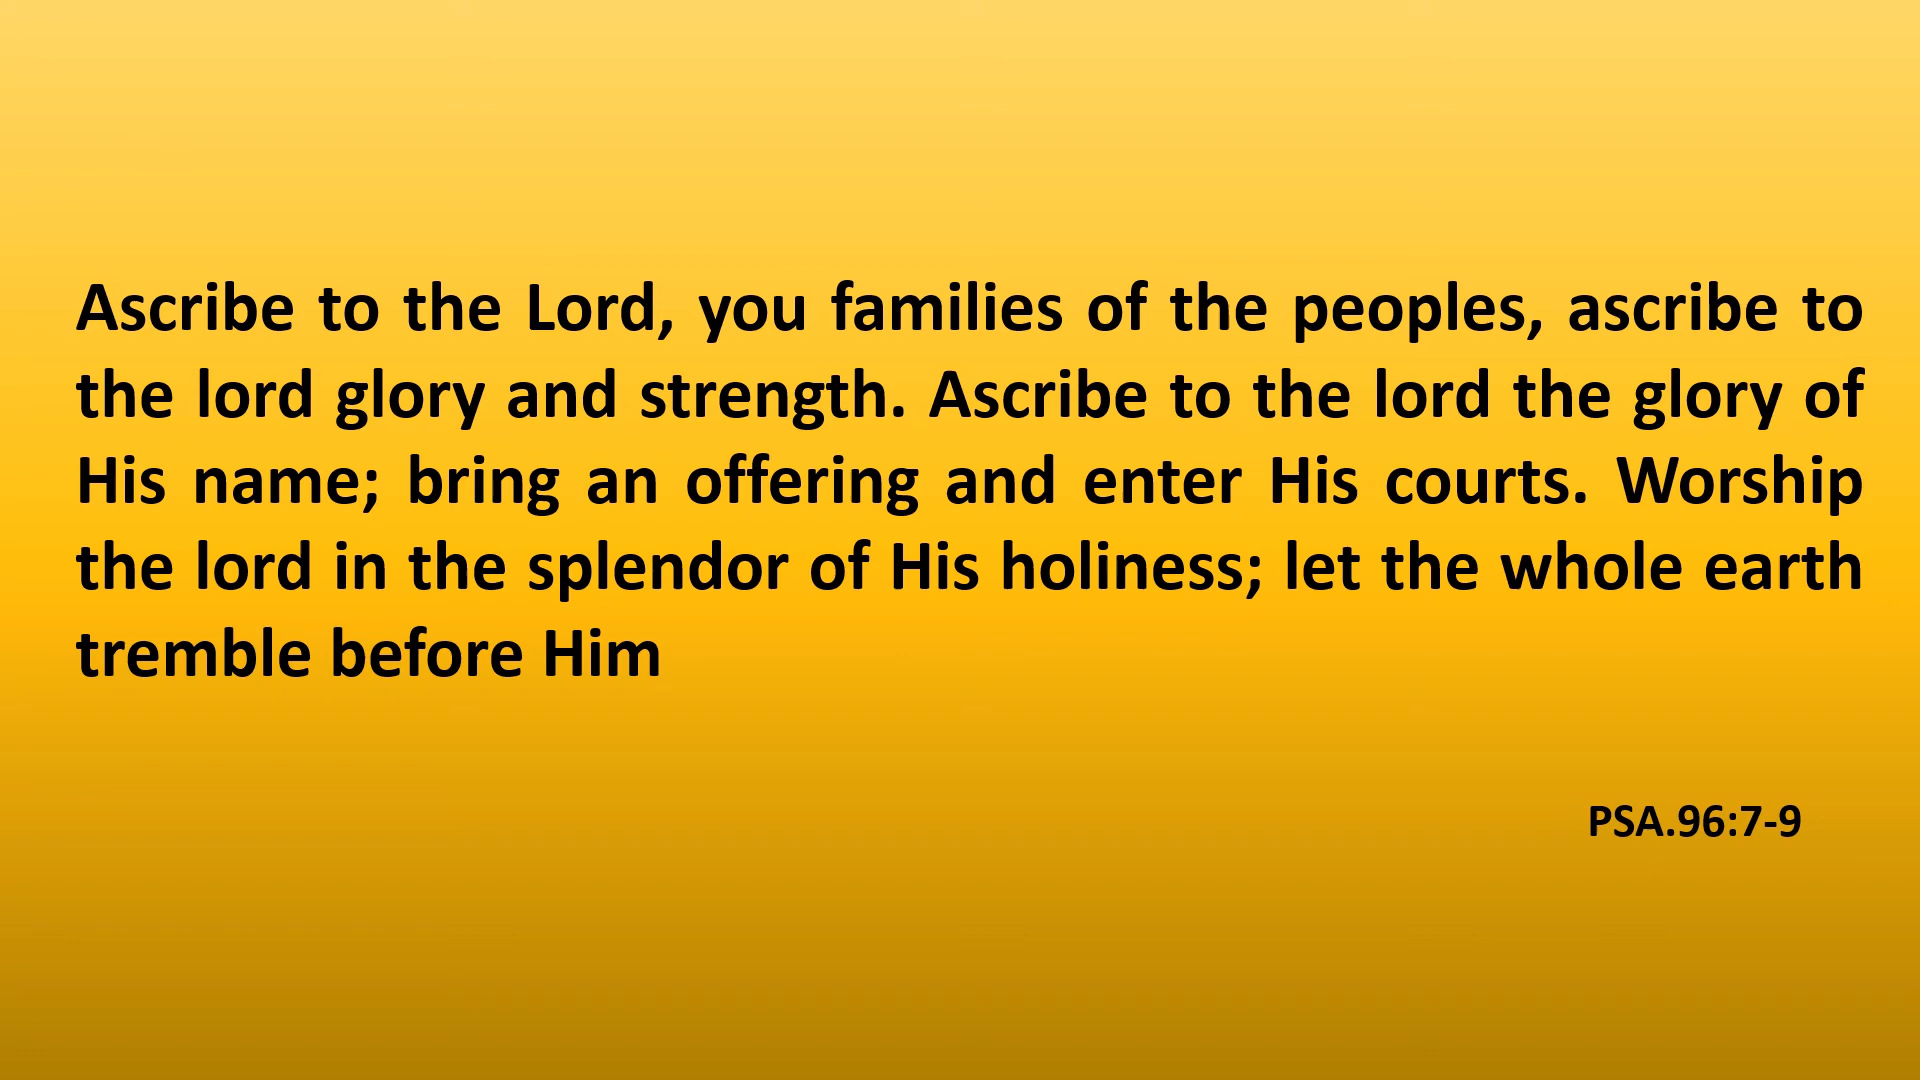 Ascribe to the Lord, you families of the peoples, ascribe to
the lord glory and strength. Ascribe to the lord the glory of
His name; bring an offering and enter His courts. Worship
the lord in the splendor of His holiness; let the whole earth
tremble before Him
PSA.96:7-9